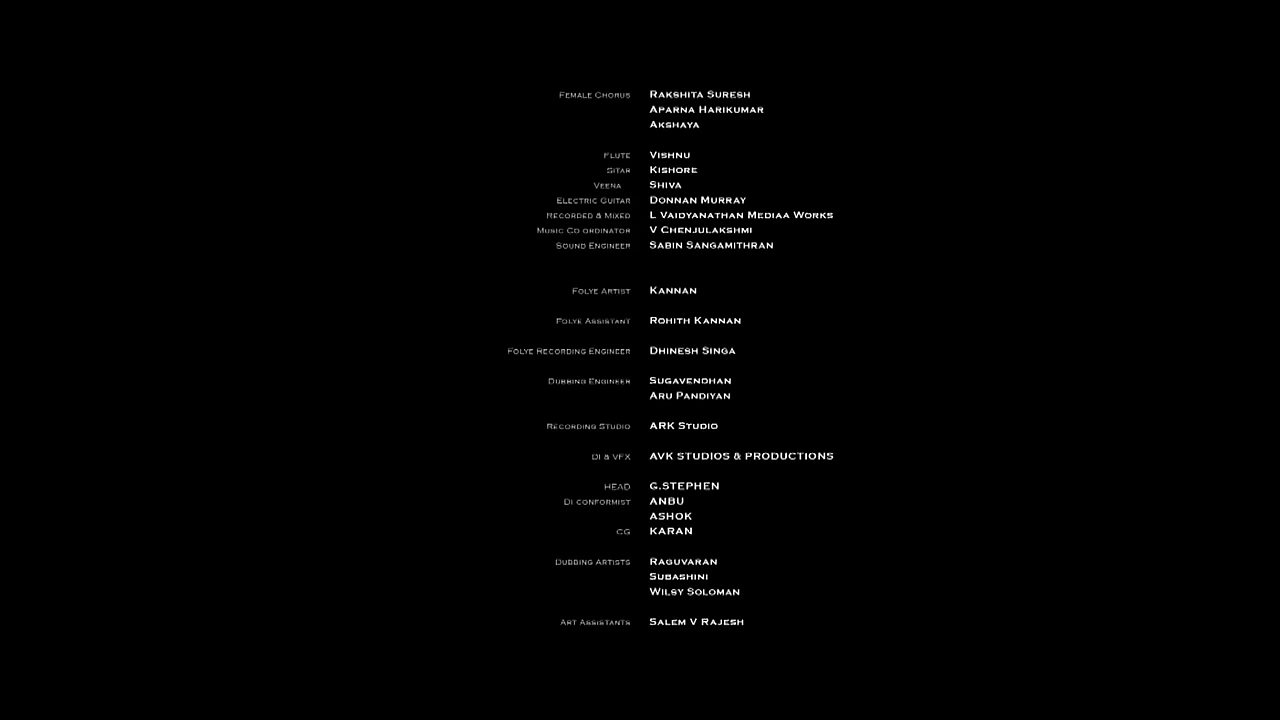 Female Chorus Rakshita Suresh
Aparna Harikumar
Akshaya
Flute Vishnu
Sitar Kishore
Veena Shiva
Electric Guitar Donnan Murray
Recorded & Mixed L Vaidyanathan Mediaa Works
Music Co ordinator V Chenjulakshmi
Sound Engineer Sabin Sangamithran
Folye Artist Kannan
Folye Assistant Rohith Kannan
Folye Recording Engineer Dhinesh Singa
Dubbing Engineer Sugavendhan
Aru Pandiyan
Recording Studio ARK Studio
DI & VFX AVK STUDIOS & PRODUCTIONS
HEAD G.STEPHEN
DI conformist ANBU
ASHOK
CG KARAN
Dubbing Artists Raguvaran
Subashini
Wilsy Soloman
Art Assistants Salem V Rajesh